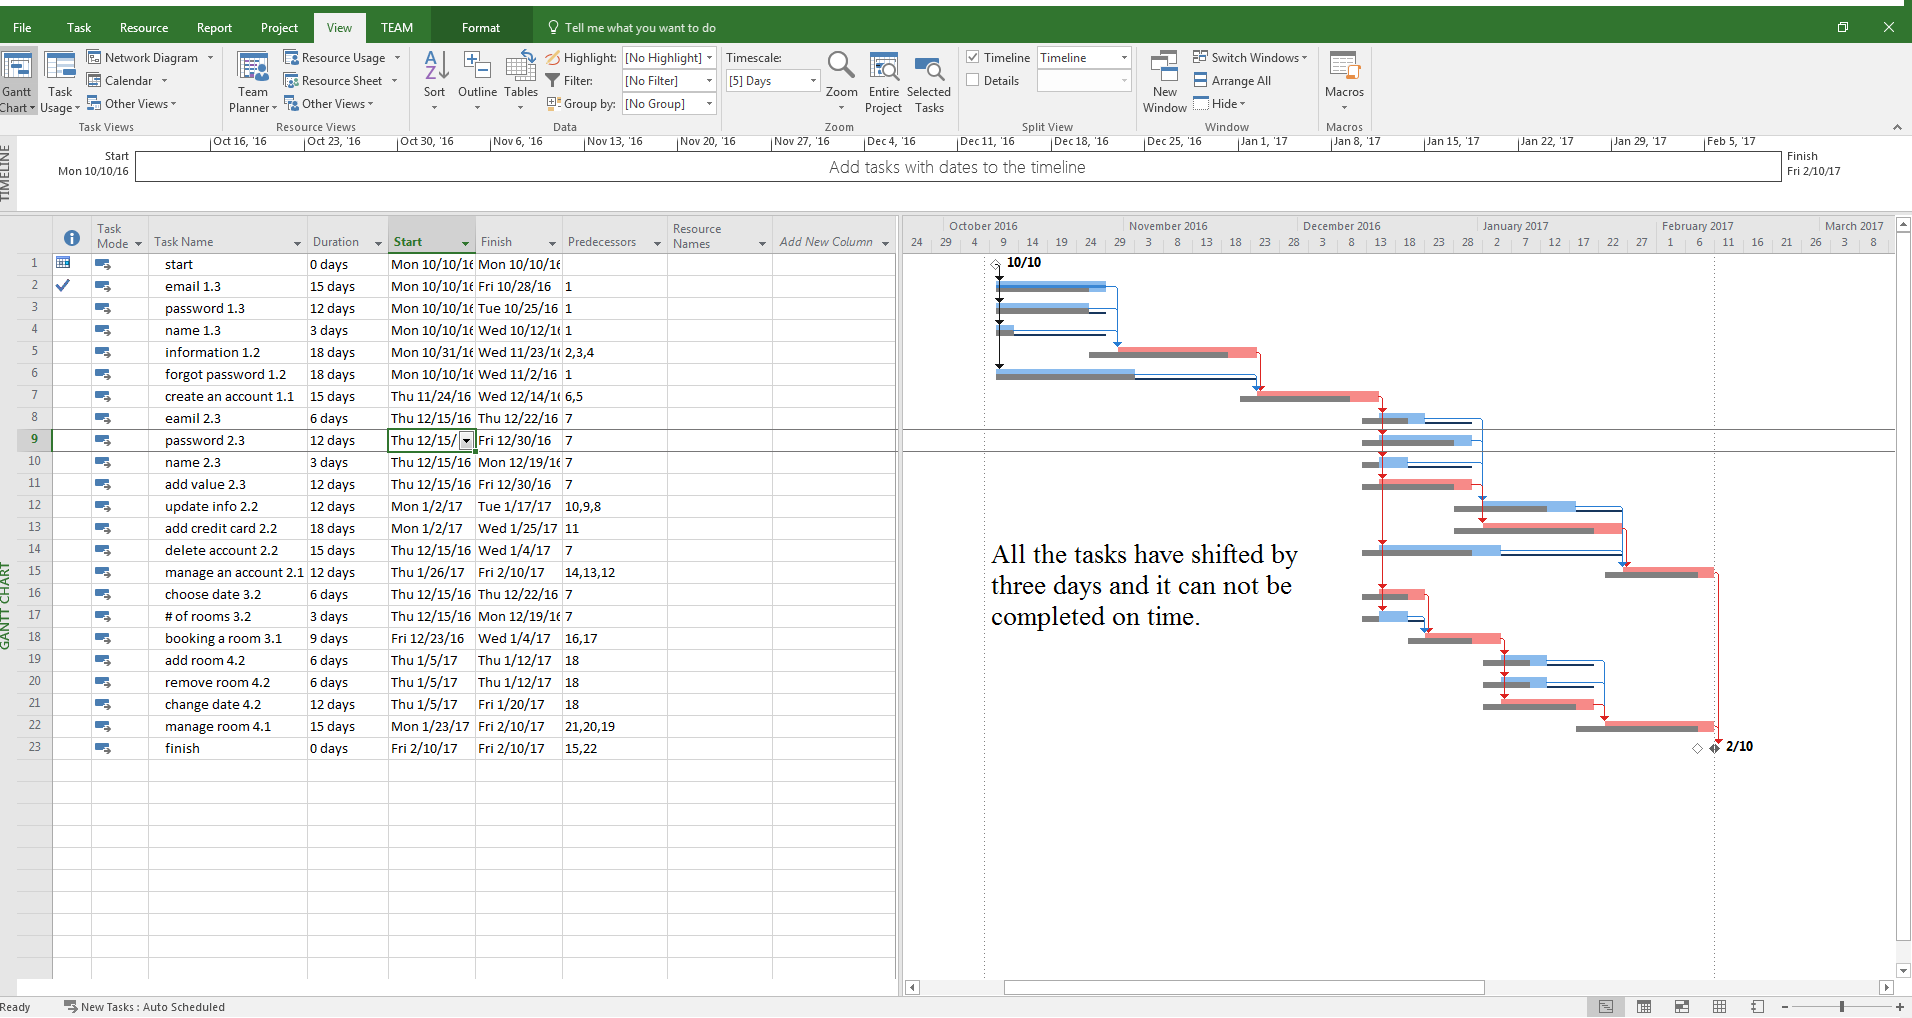 File Task Resource Report Project View TEAM Format Tell me what you want to do
Gantt Chart Task Usage Network Diagram Calendar Other Views Task Views
Team Planner Resource Usage Resource Sheet Other Views Resource Views
Sort Outline Tables Highlight: [No Highlight] Filter: [No Filter] Group by: [No Group] Data
Timescale: [5] Days Zoom Entire Project Selected Tasks Zoom
Timeline Timeline Details Split View
New Window Switch Windows Arrange All Hide Window
Macros Macros
TIMELINE
Oct 16, '16 Oct 23, '16 Oct 30, '16 Nov 6, '16 Nov 13, '16 Nov 20, '16 Nov 27, '16 Dec 4, '16 Dec 11, '16 Dec 18, '16 Dec 25, '16 Jan 1, '17 Jan 8, '17 Jan 15, '17 Jan 22, '17 Jan 29, '17 Feb 5, '17
Start
Mon 10/10/16
Add tasks with dates to the timeline
Finish
Fri 2/10/17
GANTT CHART
Task Mode Task Name Duration Start Finish Predecessors Resource Names Add New Column
1 start 0 days Mon 10/10/16 Mon 10/10/16
2 email 1.3 15 days Mon 10/10/16 Fri 10/28/16 1
3 password 1.3 12 days Mon 10/10/16 Tue 10/25/16 1
4 name 1.3 3 days Mon 10/10/16 Wed 10/12/16 1
5 information 1.2 18 days Mon 10/31/16 Wed 11/23/16 2,3,4
6 forgot password 1.2 18 days Mon 10/10/16 Wed 11/2/16 1
7 create an account 1.1 15 days Thu 11/24/16 Wed 12/14/16 6,5
8 eamil 2.3 6 days Thu 12/15/16 Thu 12/22/16 7
9 password 2.3 12 days Thu 12/15/ Fri 12/30/16 7
10 name 2.3 3 days Thu 12/15/16 Mon 12/19/16 7
11 add value 2.3 12 days Thu 12/15/16 Fri 12/30/16 7
12 update info 2.2 12 days Mon 1/2/17 Tue 1/17/17 10,9,8
13 add credit card 2.2 18 days Mon 1/2/17 Wed 1/25/17 11
14 delete account 2.2 15 days Thu 12/15/16 Wed 1/4/17 7
15 manage an account 2.1 12 days Thu 1/26/17 Fri 2/10/17 14,13,12
16 choose date 3.2 6 days Thu 12/15/16 Thu 12/22/16 7
17 # of rooms 3.2 3 days Thu 12/15/16 Mon 12/19/16 7
18 booking a room 3.1 9 days Fri 12/23/16 Wed 1/4/17 16,17
19 add room 4.2 6 days Thu 1/5/17 Thu 1/12/17 18
20 remove room 4.2 6 days Thu 1/5/17 Thu 1/12/17 18
21 change date 4.2 12 days Thu 1/5/17 Fri 1/20/17 18
22 manage room 4.1 15 days Mon 1/23/17 Fri 2/10/17 21,20,19
23 finish 0 days Fri 2/10/17 Fri 2/10/17 15,22
October 2016 November 2016 December 2016 January 2017 February 2017 March 2017
24 29 4 9 14 19 24 29 3 8 13 18 23 28 3 8 13 18 23 28 2 7 12 17 22 27 1 6 11 16 21 26 3 8
10/10
All the tasks have shifted by
three days and it can not be
completed on time.
2/10
Ready New Tasks : Auto Scheduled